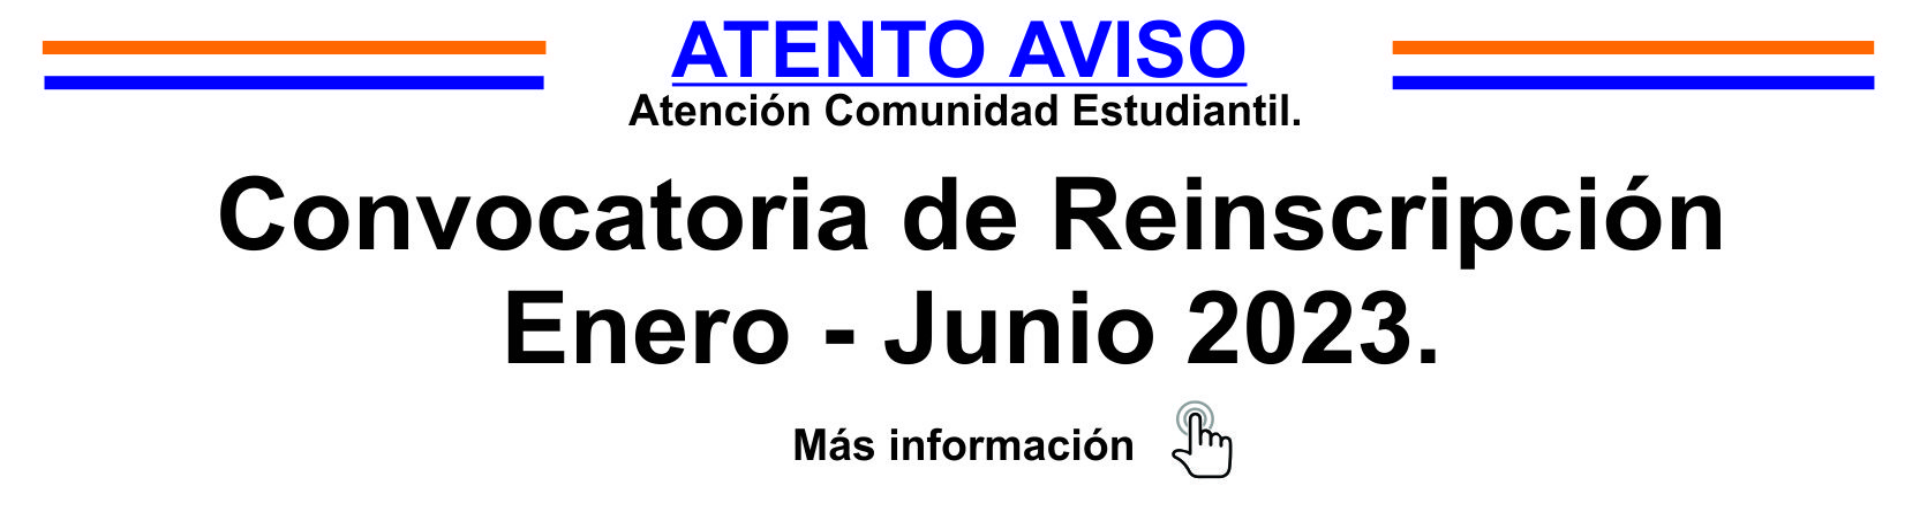 ATENTO AVISO
Atención Comunidad Estudiantil.
Convocatoria de Reinscripción
Enero - Junio 2023.
Más información